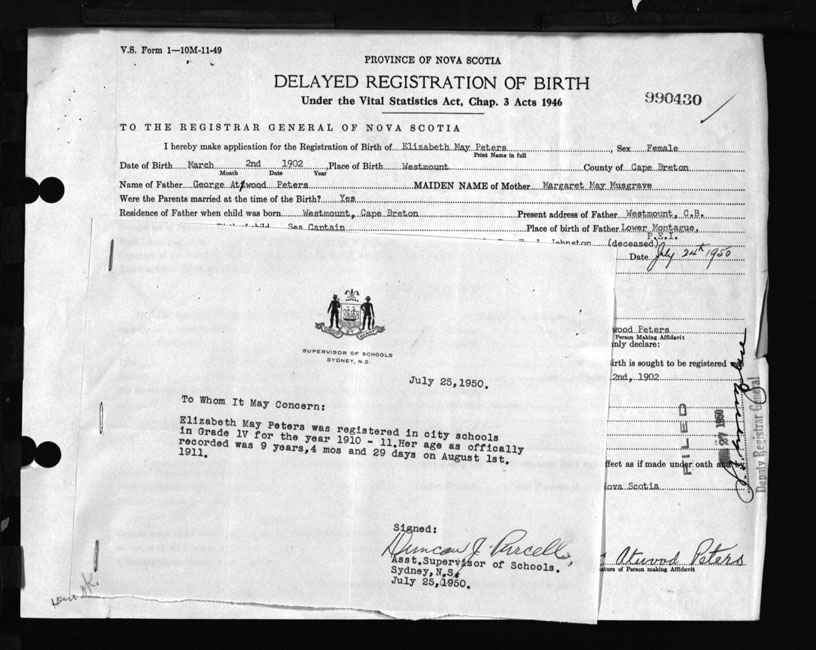 V.S. Form 1—10M-11-49
PROVINCE OF NOVA SCOTIA
DELAYED REGISTRATION OF BIRTH
Under the Vital Statistics Act, Chap. 3 Acts 1946
990430
TO THE REGISTRAR GENERAL OF NOVA SCOTIA
I hereby make application for the Registration of Birth of Elizabeth May Peters, Sex Female
Print Name in full
Date of Birth March 2nd 1902, Place of Birth Westmount County of Cape Breton
Month Date Year
Name of Father George Atwood Peters MAIDEN NAME of Mother Margaret May Musgrave
Were the Parents married at the time of the Birth? Yes
Residence of Father when child was born Westmount, Cape Breton Present address of Father Westmount, C.B.
Sea Captain Place of birth of Father Lower Montague,
P.E.I.
Johnston (deceased)
Date July 24th 1950
wood Peters
Person Making Affidavit
nly declare:
irth is sought to be registered
2nd, 1902
FILED
27 1950
Deputy Registrar General
ffect as if made under oath and
Nova Scotia
Atwood Peters
ture of Person making Affidavit
SUPERVISOR OF SCHOOLS
SYDNEY, N.S.
July 25,1950.
To Whom It May Concern:
Elizabeth May Peters was registered in city schools
in Grade 1V for the year 1910 - 11.Her age as offically
recorded was 9 years,4 mos and 29 days on August 1st.
1911.
Signed:
Duncan J. Purcell,
Asst.Supervisor of Schools.
Sydney,N.S.
July 25,1950.